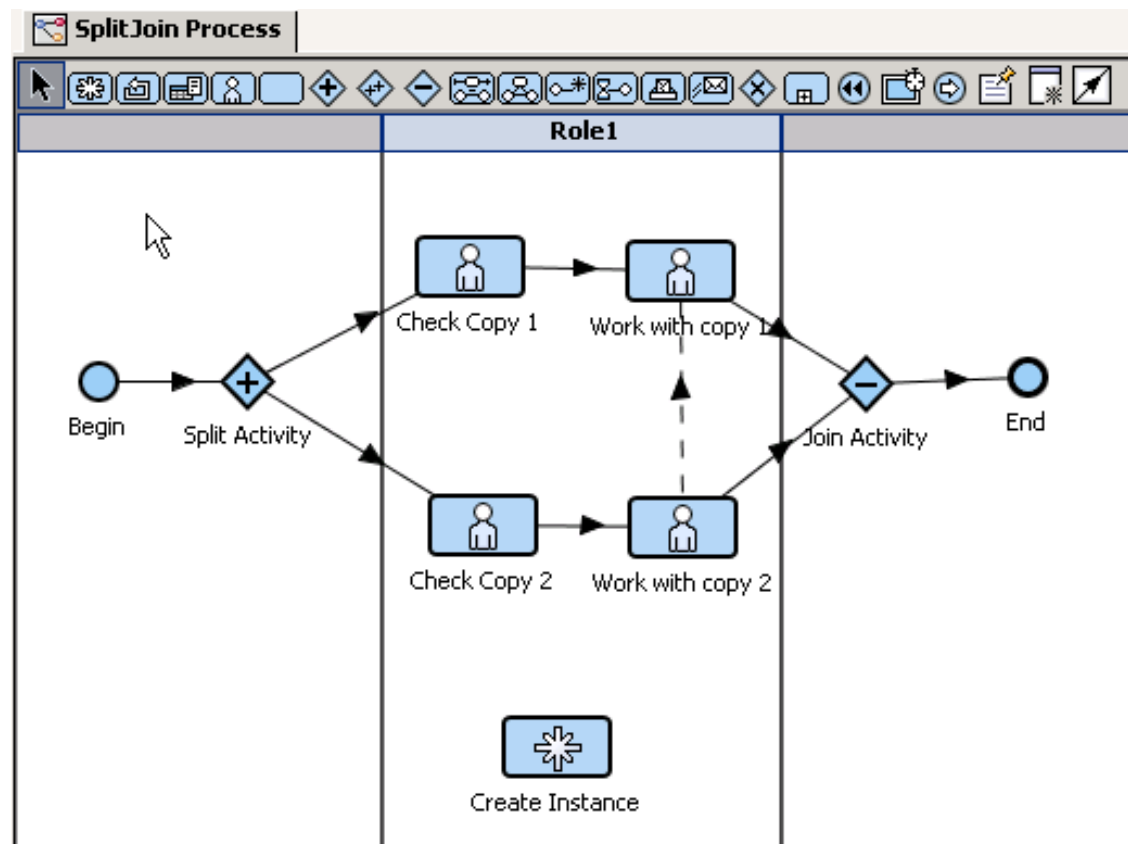 SplitJoin Process
Role1
Check Copy 1
Work with copy 1
Begin
Split Activity
Join Activity
End
Check Copy 2
Work with copy 2
Create Instance